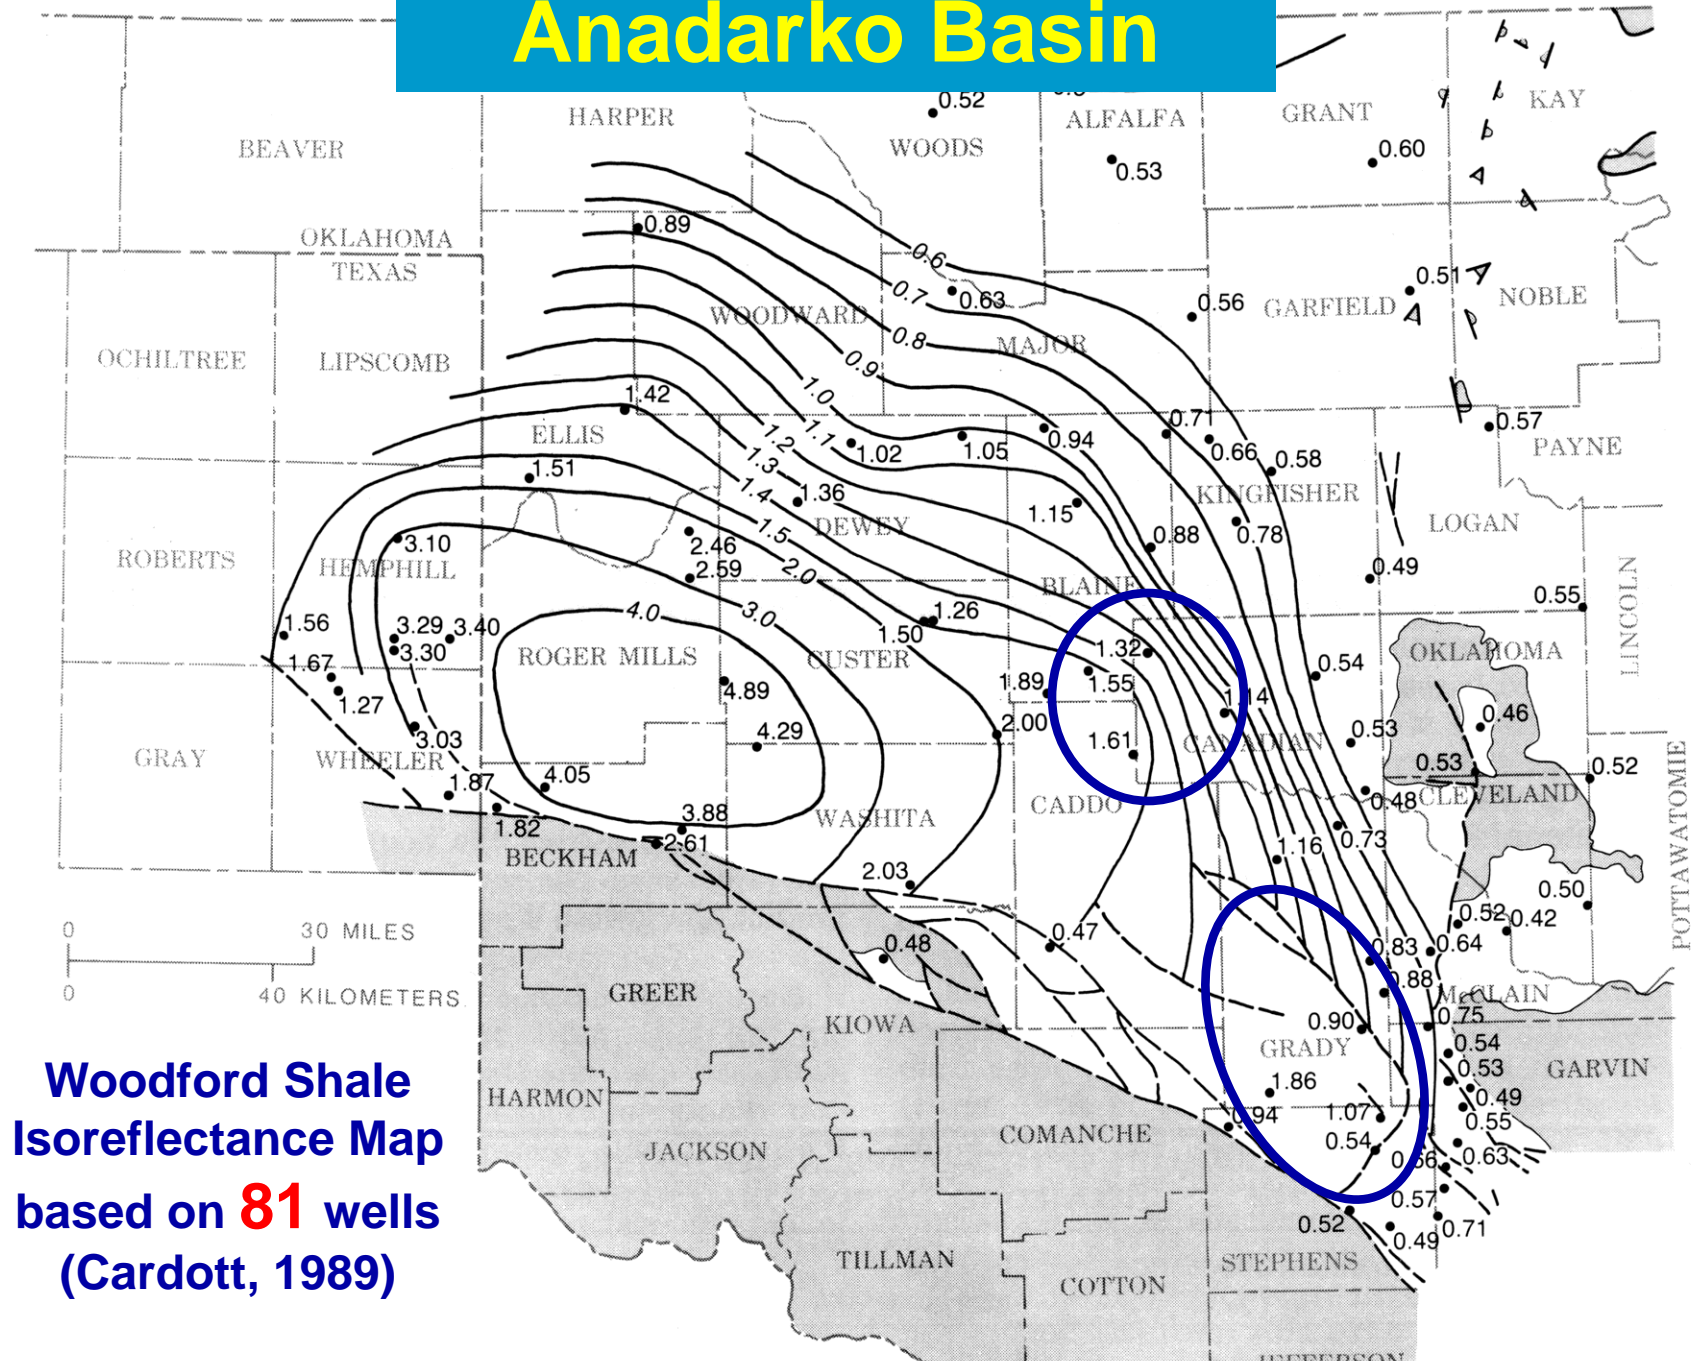 Anadarko Basin
HARPER
0.52
WOODS
ALFALFA
0.53
GRANT
0.60
KAY
BEAVER
OKLAHOMA
TEXAS
0.89
0.6
0.7
0.63
0.8
0.9
1.0
1.1
1.2
1.3
1.4
1.5
2.0
3.0
4.0
WOODWARD
MAJOR
0.56
GARFIELD
0.51
NOBLE
OCHILTREE
LIPSCOMB
1.42
ELLIS
1.51
1.02
1.05
0.94
0.71
0.66
0.58
0.57
PAYNE
KINGFISHER
1.36
DEWEY
1.15
0.88
0.78
LOGAN
0.49
ROBERTS
3.10
HEMPHILL
2.46
2.59
BLAINE
0.55
LINCOLN
1.56
3.29
3.40
3.30
1.67
1.27
ROGER MILLS
4.89
4.29
CUSTER
1.26
1.50
1.32
1.55
1.89
2.00
1.61
1.14
CANADIAN
0.54
OKLAHOMA
0.46
0.53
0.53
0.52
GRAY
WHEELER
3.03
1.87
1.82
4.05
3.88
2.61
BECKHAM
WASHITA
2.03
CADDO
0.48
CLEVELAND
0.73
1.16
POTTAWATOMIE
0.50
0.52
0.42
0.64
0.83
0.88
McCLAIN
0.75
0 30 MILES
0 40 KILOMETERS
0.48
0.47
GREER
KIOWA
0.90
GRADY
1.86
0.94
1.07
0.54
0.54
0.53
0.49
0.55
0.63
0.66
0.57
0.71
0.49
0.52
GARVIN
HARMON
JACKSON
COMANCHE
TILLMAN
COTTON
STEPHENS
JEFFERSON
Woodford Shale
Isoreflectance Map
based on 81 wells
(Cardott, 1989)